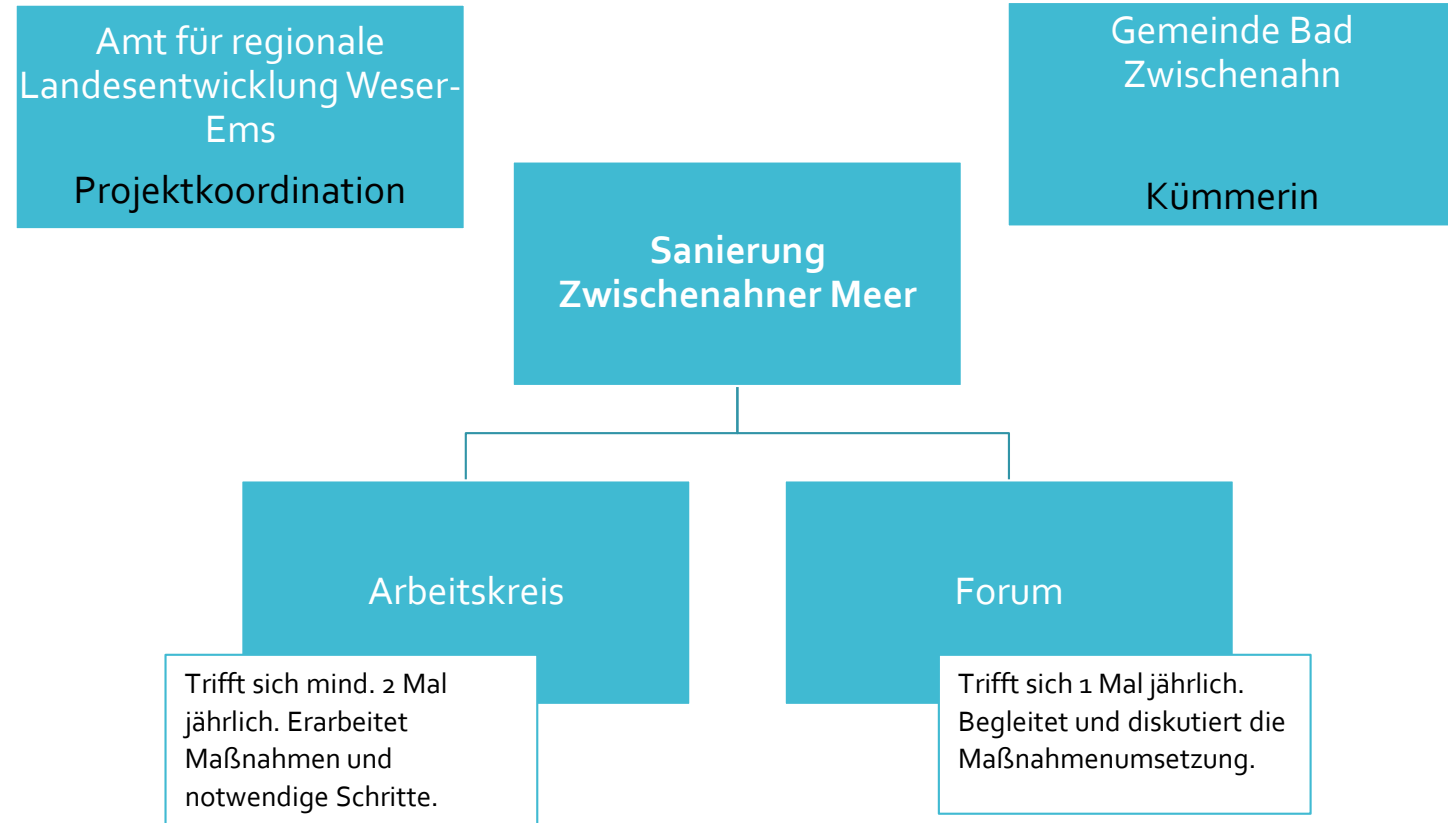 Amt für regionale
Landesentwicklung Weser-
Ems
Projektkoordination
Gemeinde Bad
Zwischenahn
Kümmerin
Sanierung
Zwischenahner Meer
Arbeitskreis
Trifft sich mind. 2 Mal
jährlich. Erarbeitet
Maßnahmen und
notwendige Schritte.
Forum
Trifft sich 1 Mal jährlich.
Begleitet und diskutiert die
Maßnahmenumsetzung.